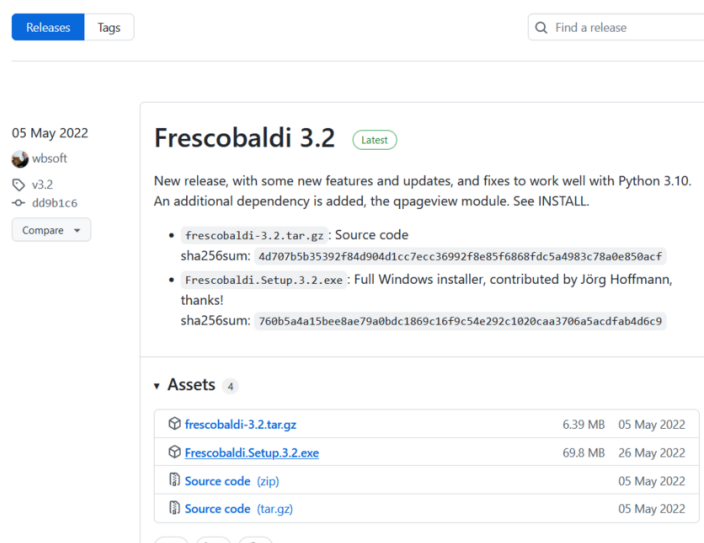 Releases Tags Find a release
05 May 2022
wbsoft
v3.2
dd9b1c6
Compare
Frescobaldi 3.2 Latest
New release, with some new features and updates, and fixes to work well with Python 3.10.
An additional dependency is added, the qpageview module. See INSTALL.
• frescobaldi-3.2.tar.gz : Source code
sha256sum: 4d707b5b35392f84d904d1cc7ecc36992f8e85f6868fdc5a4983c78a0e850acf
• Frescobaldi.Setup.3.2.exe : Full Windows installer, contributed by Jörg Hoffmann,
thanks!
sha256sum: 760b5a4a15bee8ae79a0bdc1869c16f9c54e292c1020caa3706a5acdfab4d6c9
Assets 4
frescobaldi-3.2.tar.gz 6.39 MB 05 May 2022
Frescobaldi.Setup.3.2.exe 69.8 MB 26 May 2022
Source code (zip) 05 May 2022
Source code (tar.gz) 05 May 2022